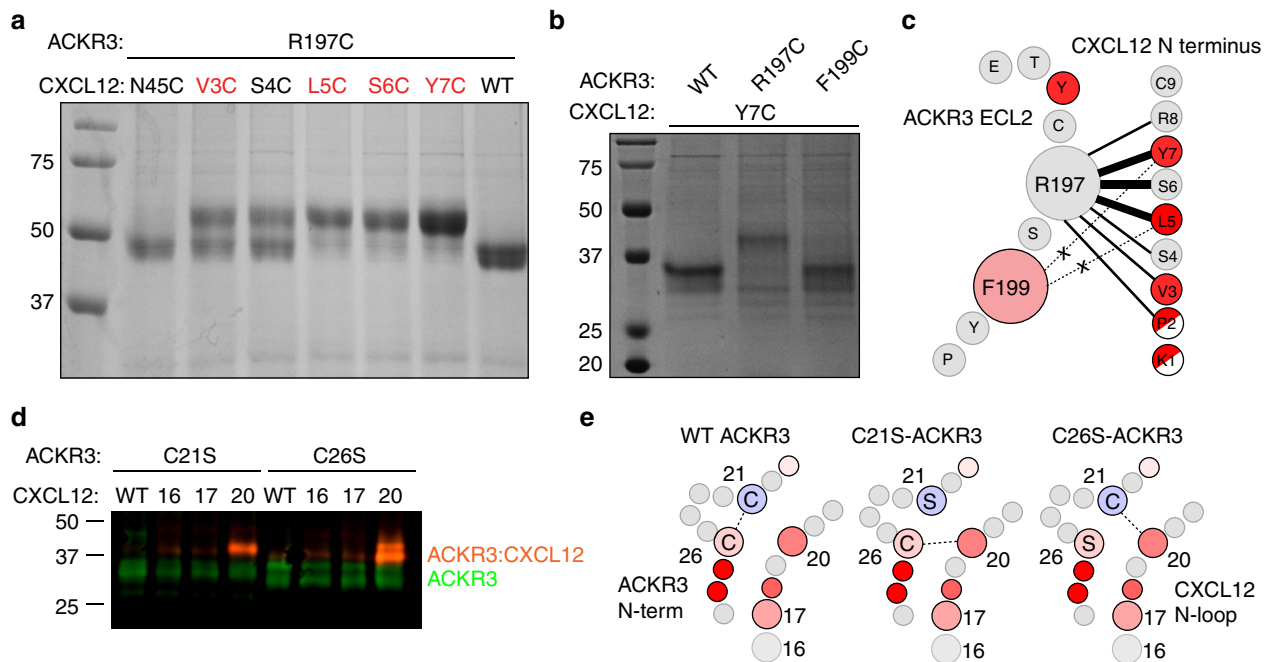 a
ACKR3:
R197C
CXCL12: N45C V3C S4C L5C S6C Y7C WT
75
50
37
b
ACKR3: WT R197C F199C
CXCL12: Y7C
75
50
37
25
20
c
CXCL12 N terminus
ACKR3 ECL2
E
T
Y
C
R197
S
F199
Y
P
C9
R8
Y7
S6
L5
S4
V3
P2
K1
x
x
d
ACKR3: C21S C26S
CXCL12: WT 16 17 20 WT 16 17 20
50
37
25
ACKR3:CXCL12
ACKR3
e
WT ACKR3
21
C
C
26
20
17
16
ACKR3
N-term
C21S-ACKR3
21
S
C
26
20
17
16
C26S-ACKR3
21
C
S
26
20
17
16
CXCL12
N-loop